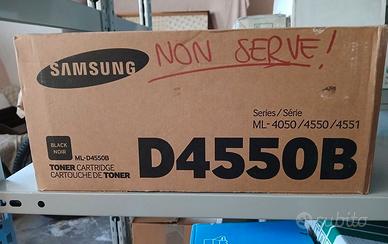 SAMSUNG
NON SERVE!
Series/Série
ML-4050/4550/4551
BLACK
NOIR
ML-D4550B
TONER CARTRIDGE
CARTOUCHE DE TONER
D4550B
subito